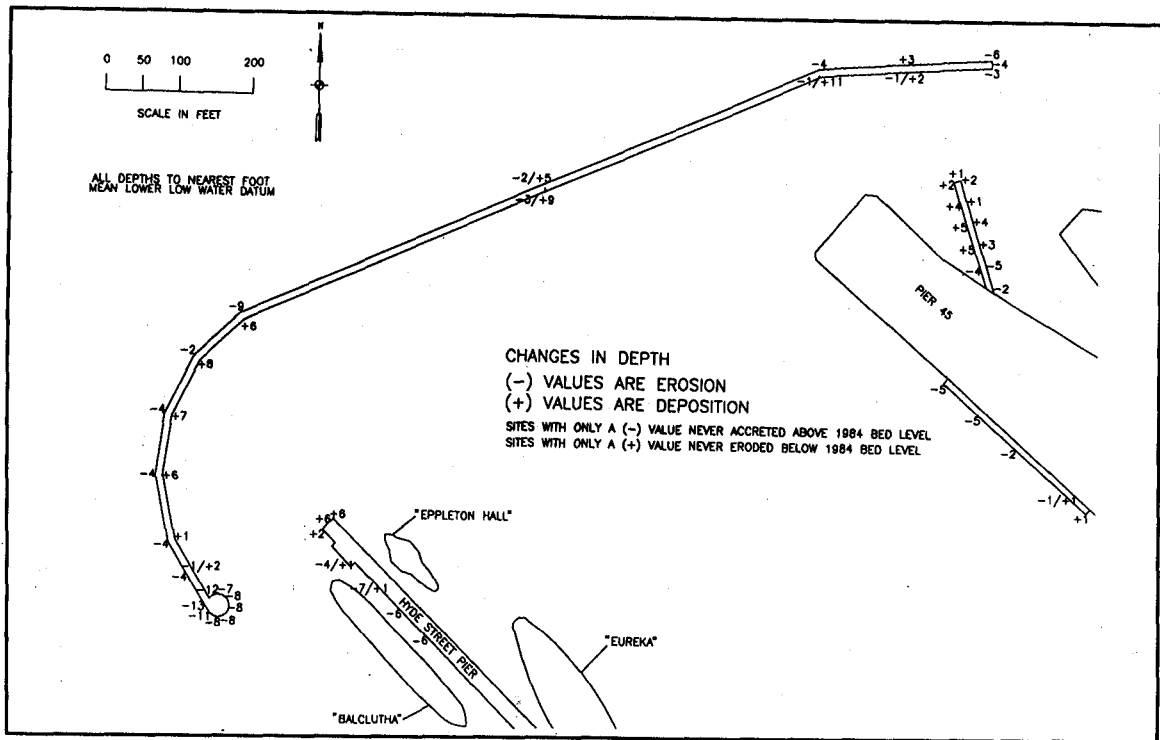 N
0 50 100 200
SCALE IN FEET
ALL DEPTHS TO NEAREST FOOT
MEAN LOWER LOW WATER DATUM
-4
-1/+11
+3
-1/+2
-6
-4
-3
-2/+5
-3/+9
+1
+2 +2
+4 +1
+5 +4
+5 +3
-4 -5
-2
PIER 45
-9
+6
-2
+8
-4 +7
-4 +6
+1
-4
-1/+2
-4
-12 -7
-8
-13 -8
-11
-8 -8
CHANGES IN DEPTH
(-) VALUES ARE EROSION
(+) VALUES ARE DEPOSITION
SITES WITH ONLY A (-) VALUE NEVER ACCRETED ABOVE 1984 BED LEVEL
SITES WITH ONLY A (+) VALUE NEVER ERODED BELOW 1984 BED LEVEL
-5
-5
-2
-1/+1
+1
+6 +6
+2
-4/+1
-7/+1
-6
-6
HYDE STREET PIER
"EPPLETON HALL"
"EUREKA"
"BALCLUTHA"